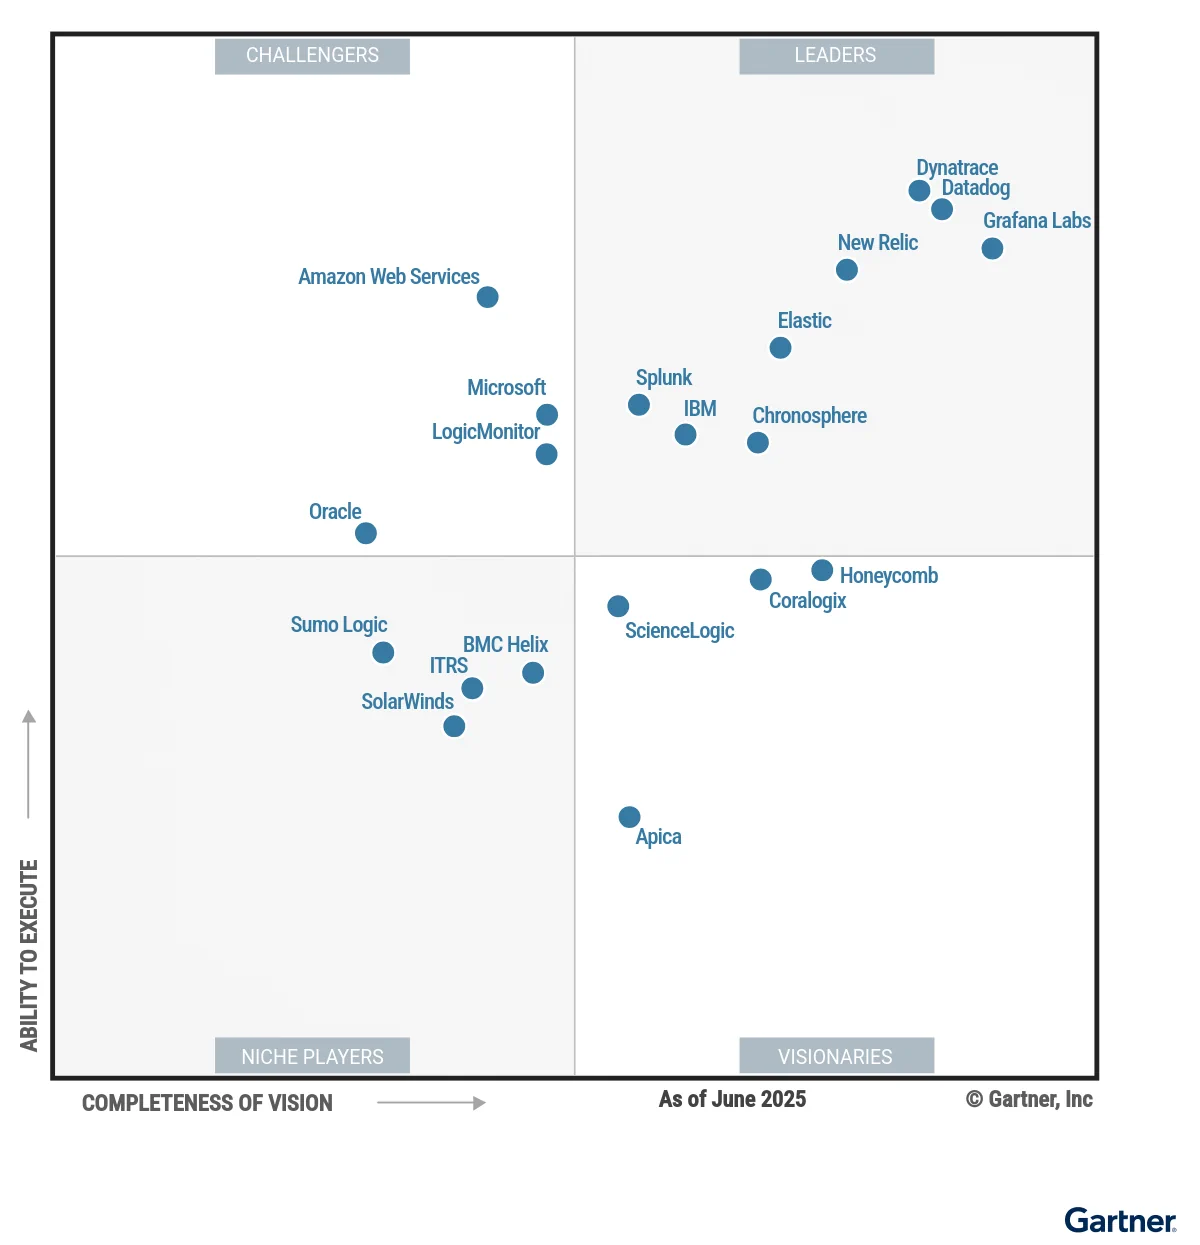 CHALLENGERS
LEADERS
Dynatrace
Datadog
Grafana Labs
New Relic
Amazon Web Services
Elastic
Splunk
Microsoft
IBM
Chronosphere
LogicMonitor
Oracle
Honeycomb
Coralogix
Sumo Logic
ScienceLogic
BMC Helix
ITRS
SolarWinds
Apica
ABILITY TO EXECUTE
NICHE PLAYERS
VISIONARIES
COMPLETENESS OF VISION
As of June 2025
© Gartner, Inc
Gartner®